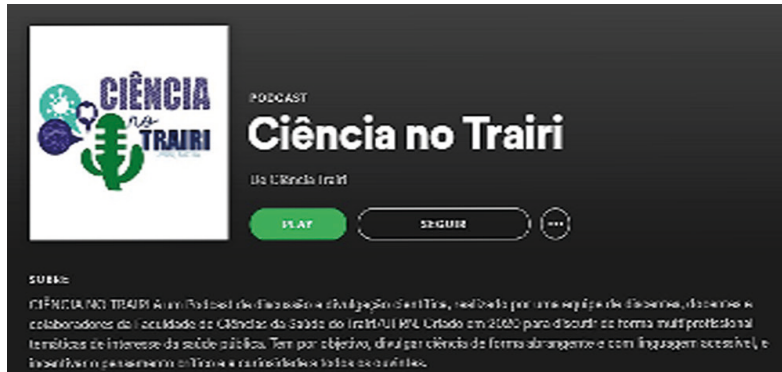 CIÊNCIA
no
TRAIRI
PODCAST
Ciência no Trairi
De Ciência Trairi
PLAY
SEGUIR
SOBRE
CIÊNCIA NO TRAIRI é um Podcast de discussão e divulgação científica, realizado por uma equipe de discentes, docentes e
colaboradores da Faculdade de Ciências da Saúde do Trairi/UFRN. Criado em 2020 para discutir de forma multiprofissional
temáticas de interesse da saúde pública. Tem por objetivo, divulgar ciência de forma abrangente e com linguagem acessível, e
incentivar o pensamento crítico e a curiosidade a todos os ouvintes.